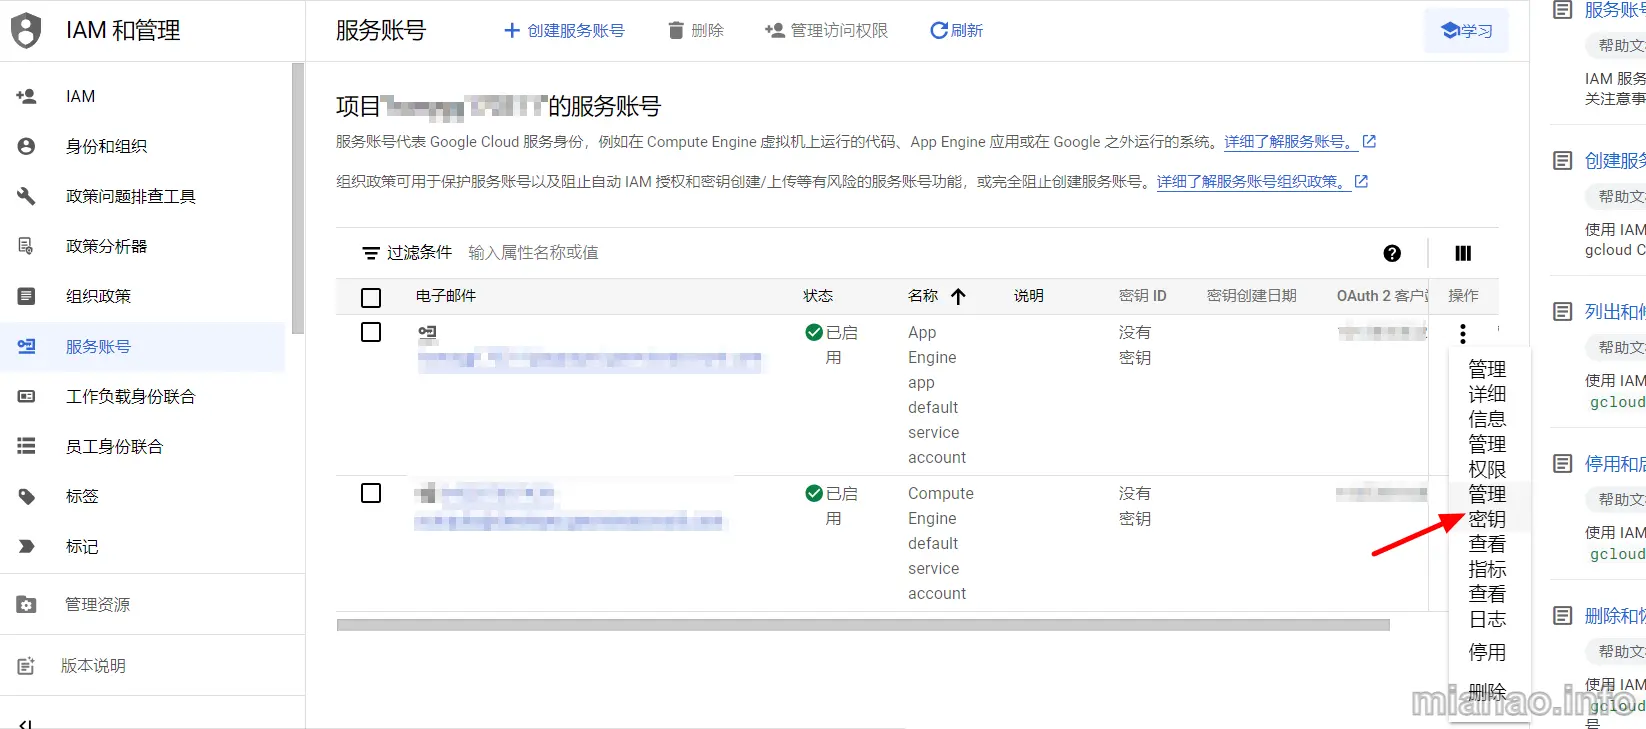 IAM 和管理
服务账号
创建服务账号
删除
管理访问权限
刷新
学习
IAM
身份和组织
政策问题排查工具
政策分析器
组织政策
服务账号
工作负载身份联合
员工身份联合
标签
标记
管理资源
版本说明
项目
的服务账号
服务账号代表 Google Cloud 服务身份，例如在 Compute Engine 虚拟机上运行的代码、App Engine 应用或在 Google 之外运行的系统。详细了解服务账号。
组织政策可用于保护服务账号以及阻止自动 IAM 授权和密钥创建/上传等有风险的服务账号功能，或完全阻止创建服务账号。详细了解服务账号组织政策。
过滤条件 输入属性名称或值
电子邮件 状态 名称 说明 密钥 ID 密钥创建日期 OAuth 2 客户 操作
已启
用
App
Engine
app
default
service
account
没有
密钥
已启
用
Compute
Engine
default
service
account
没有
密钥
管理
详细
信息
管理
权限
管理
密钥
查看
指标
查看
日志
停用
删除
服务账号
帮助文
IAM 服务
关注意事
创建服务
帮助文
使用 IAM
gcloud C
列出和
帮助文
使用 IAM
gcloud
停用和
帮助文
使用 IAM
gcloud
删除和
帮助文
使用 IAM
gcloud
号
mianao.info